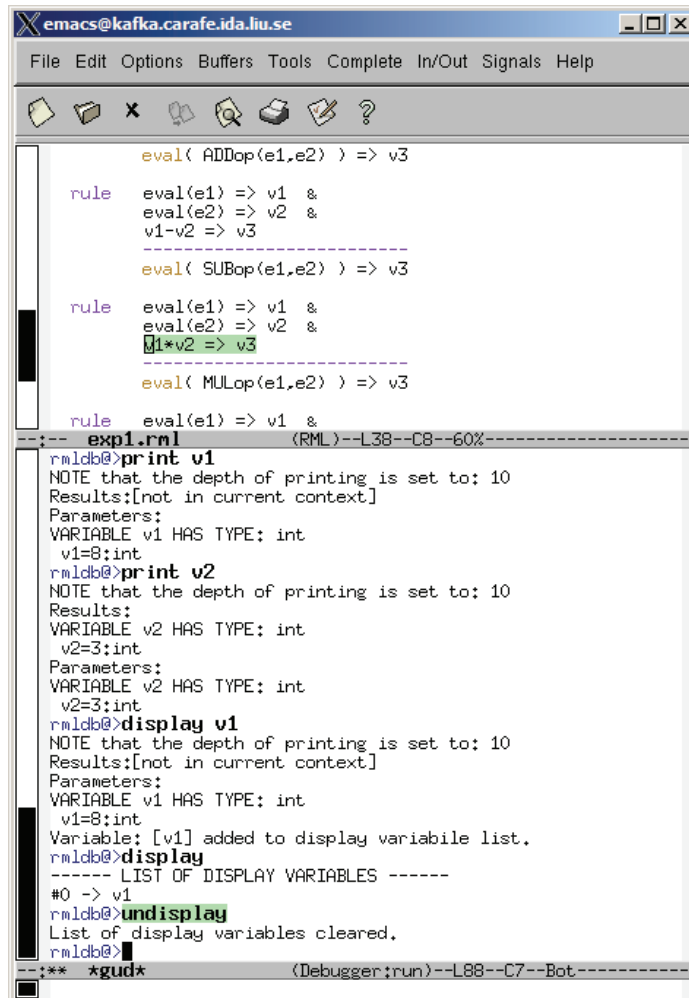 emacs@kafka.carafe.ida.liu.se
File Edit Options Buffers Tools Complete In/Out Signals Help
eval( ADDop(e1,e2) ) => v3
rule eval(e1) => v1 &
eval(e2) => v2 &
v1-v2 => v3
--------------------------
eval( SUBop(e1,e2) ) => v3
rule eval(e1) => v1 &
eval(e2) => v2 &
v1*v2 => v3
--------------------------
eval( MULop(e1,e2) ) => v3
rule eval(e1) => v1 &
--:-- exp1.rml (RML)--L38--C8--60%--------------------
rmldb@>print v1
NOTE that the depth of printing is set to: 10
Results:[not in current context]
Parameters:
VARIABLE v1 HAS TYPE: int
v1=8:int
rmldb@>print v2
NOTE that the depth of printing is set to: 10
Results:
VARIABLE v2 HAS TYPE: int
v2=3:int
Parameters:
VARIABLE v2 HAS TYPE: int
v2=3:int
rmldb@>display v1
NOTE that the depth of printing is set to: 10
Results:[not in current context]
Parameters:
VARIABLE v1 HAS TYPE: int
v1=8:int
Variable: [v1] added to display variabile list.
rmldb@>display
------ LIST OF DISPLAY VARIABLES ------
#0 -> v1
rmldb@>undisplay
List of display variables cleared.
rmldb@>
--:** *gud* (Debugger:run)--L88--C7--Bot-----------